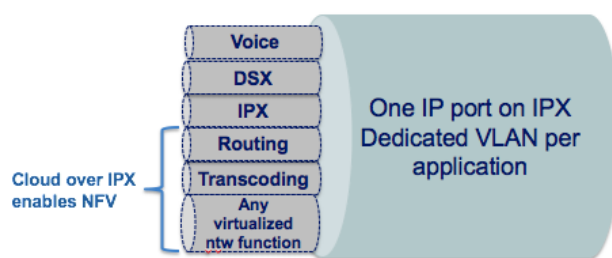 Voice
DSX
IPX
Routing
Transcoding
Any
virtualized
ntw function
Cloud over IPX
enables NFV
One IP port on IPX
Dedicated VLAN per
application